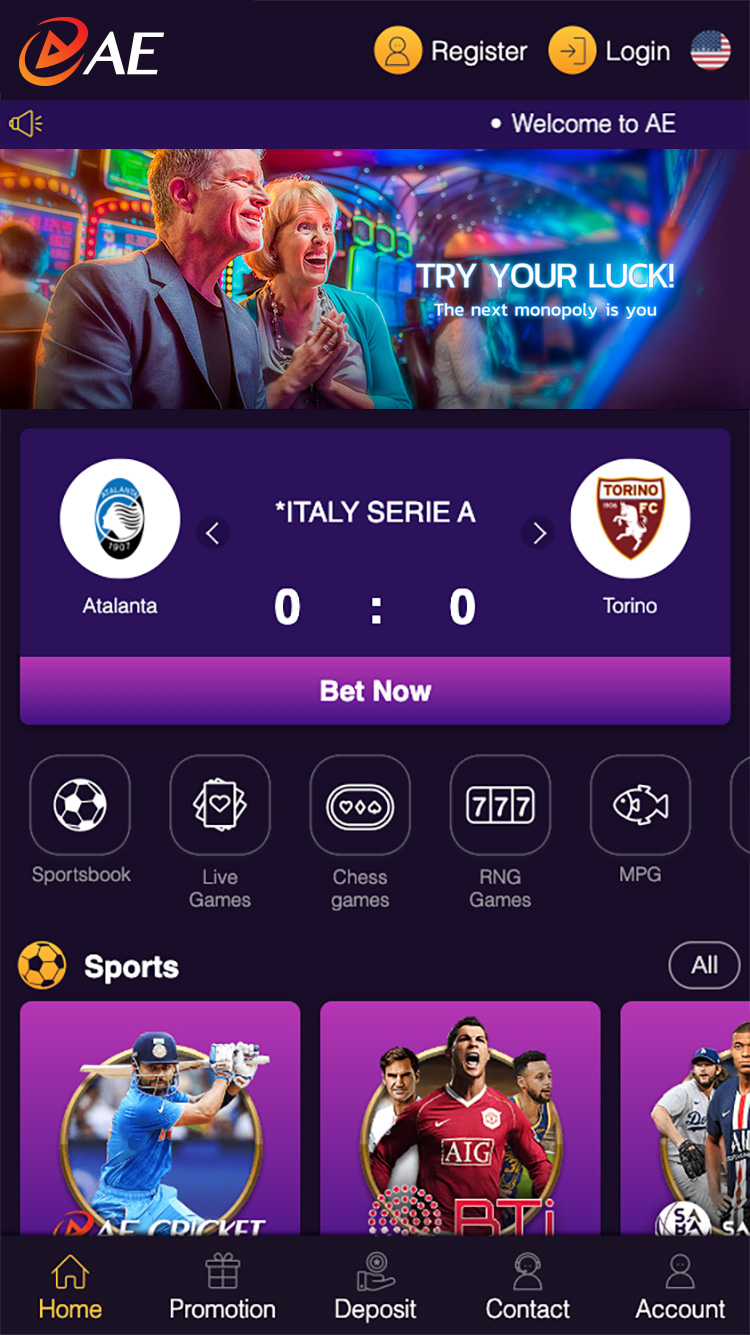 AE
Register
Login
• Welcome to AE
TRY YOUR LUCK!
The next monopoly is you
ATALANTA
1907
*ITALY SERIE A
TORINO
1906 FC
Atalanta
0 : 0
Torino
Bet Now
777
Sportsbook
Live
Games
Chess
games
RNG
Games
MPG
Sports
All
AIG
AE CRICKET
BTi
SABA
SA
Home
Promotion
Deposit
Contact
Account